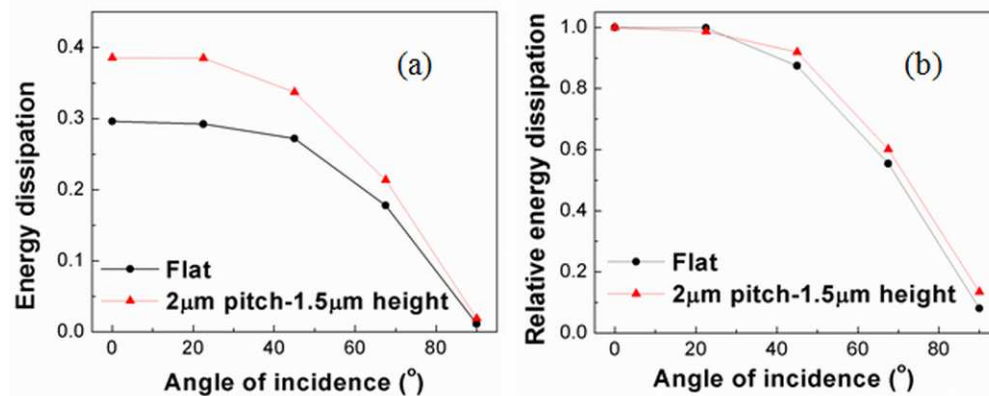 (a)
Energy dissipation
0.4
0.3
0.2
0.1
0.0
Flat
2μm pitch-1.5μm height
0 20 40 60 80
Angle of incidence (o)
(b)
Relative energy dissipation
1.0
0.8
0.6
0.4
0.2
0.0
Flat
2μm pitch-1.5μm height
0 20 40 60 80
Angle of incidence (o)